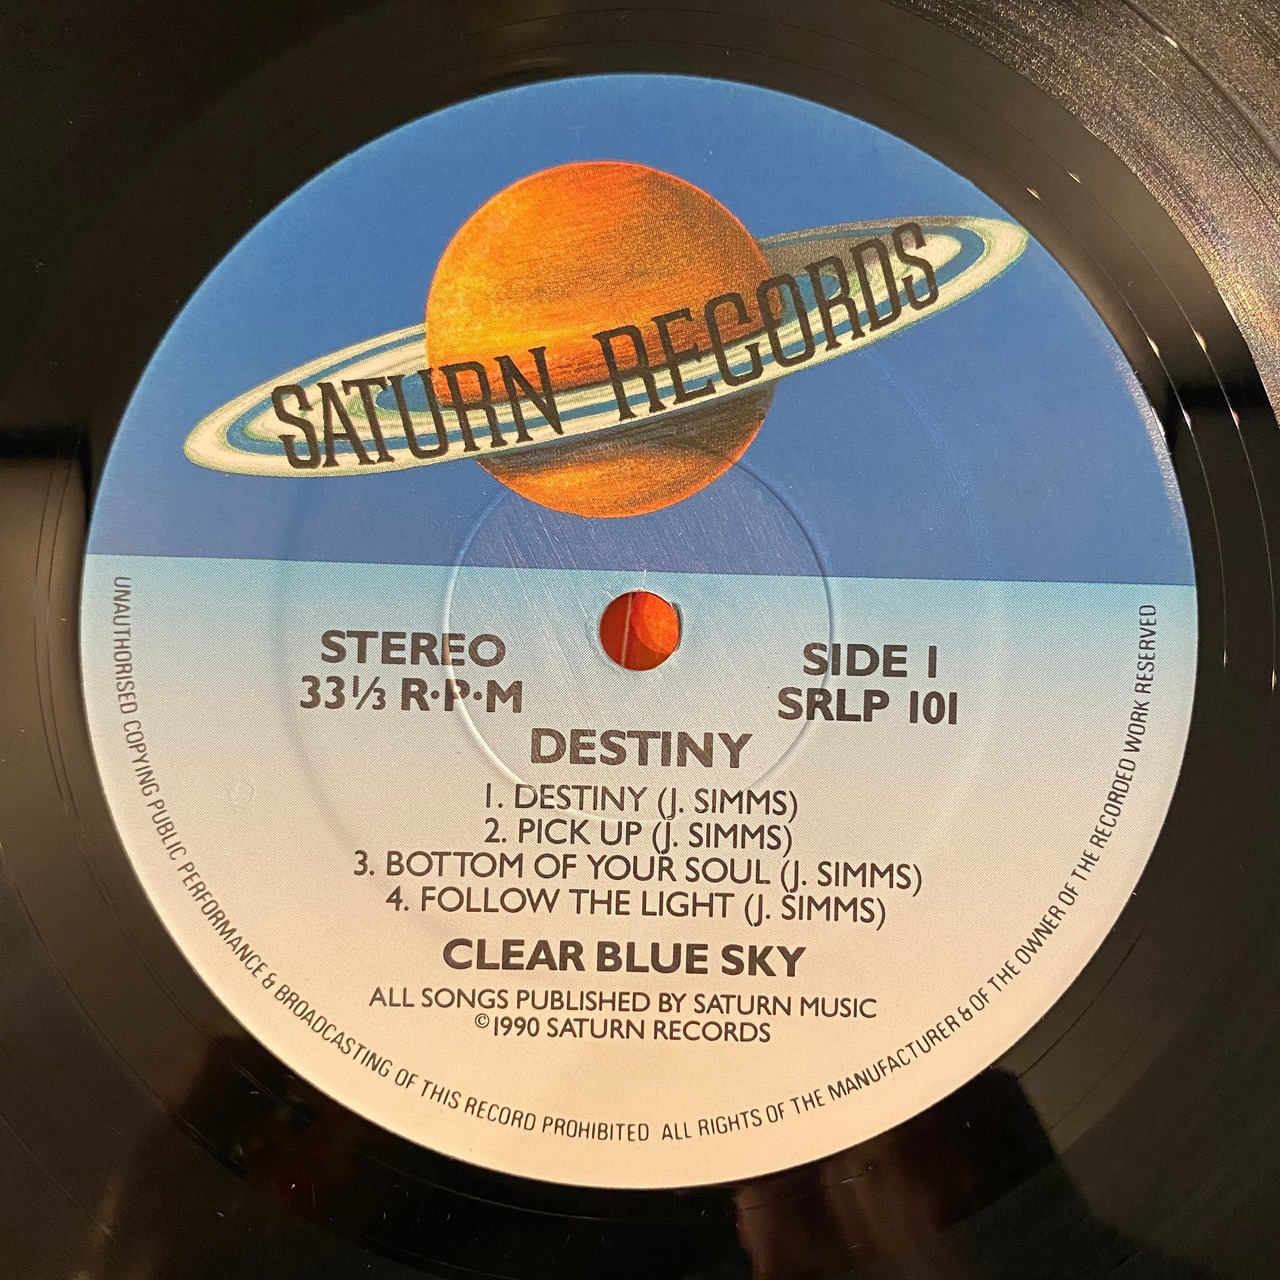 SATURN RECORDS
STEREO
33⅓ R·P·M
SIDE 1
SRLP 101
DESTINY
1. DESTINY (J. SIMMS)
2. PICK UP (J. SIMMS)
3. BOTTOM OF YOUR SOUL (J. SIMMS)
4. FOLLOW THE LIGHT (J. SIMMS)
CLEAR BLUE SKY
ALL SONGS PUBLISHED BY SATURN MUSIC
©1990 SATURN RECORDS
UNAUTHORISED COPYING PUBLIC PERFORMANCE & BROADCASTING OF THIS RECORD PROHIBITED ALL RIGHTS OF THE MANUFACTURER & OF THE OWNER OF THE RECORDED WORK RESERVED